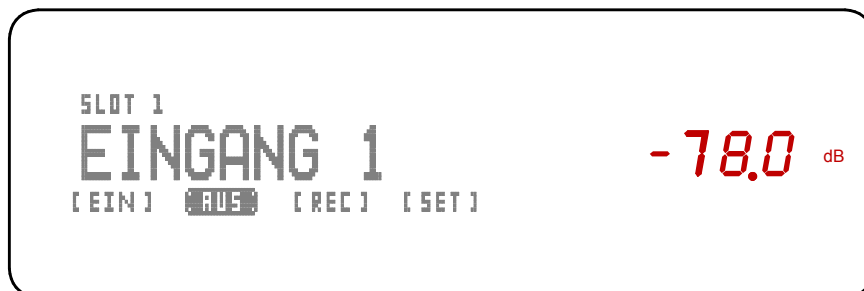 SLOT 1
EINGANG 1
-78.0 dB
[EIN] [AUS] [REC] [SET]